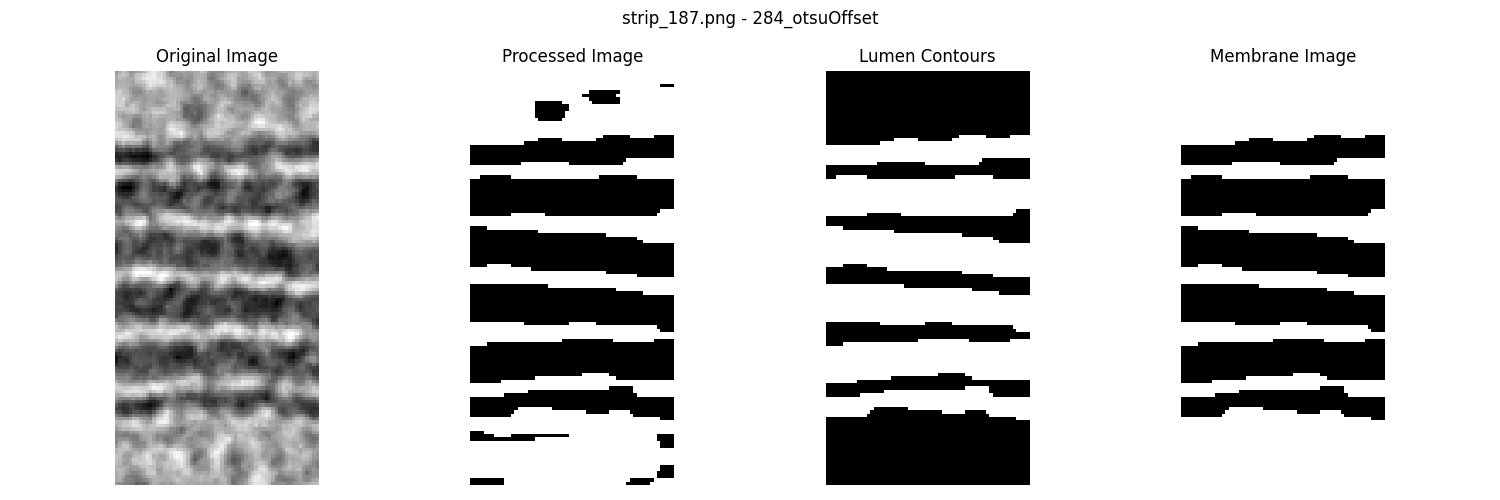 strip_187.png - 284_otsuOffset
Original Image
Processed Image
Lumen Contours
Membrane Image